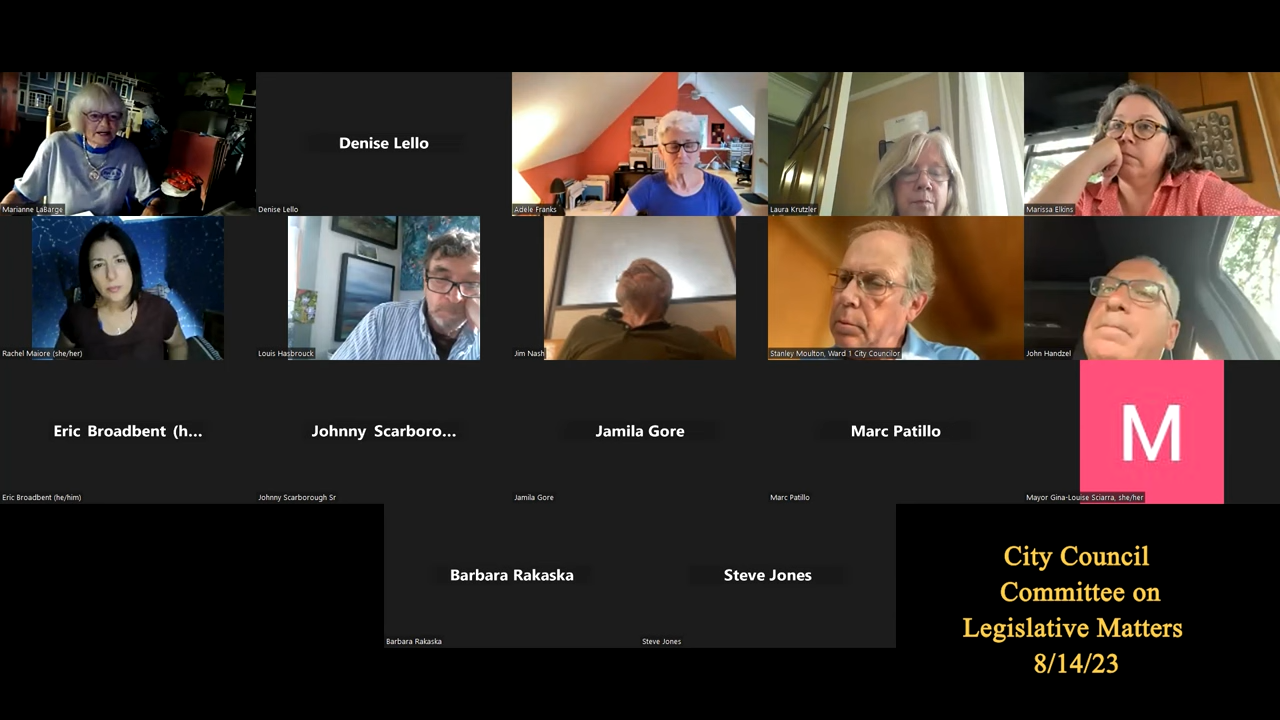 Denise Lello
Marianne LaBarge
Denise Lello
Adele Franks
Laura Krutzler
Marissa Elkins
Rachel Maiore (she/her)
Louis Hasbrouck
Jim Nash
Stanley Moulton, Ward 1 City Councilor
John Handzel
Eric Broadbent (h...
Johnny Scarboro...
Jamila Gore
Marc Patillo
M
Eric Broadbent (he/him)
Johnny Scarborough Sr
Jamila Gore
Marc Patillo
Mayor Gina-Louise Sciarra, she/her
Barbara Rakaska
Steve Jones
Barbara Rakaska
Steve Jones
City Council
Committee on
Legislative Matters
8/14/23